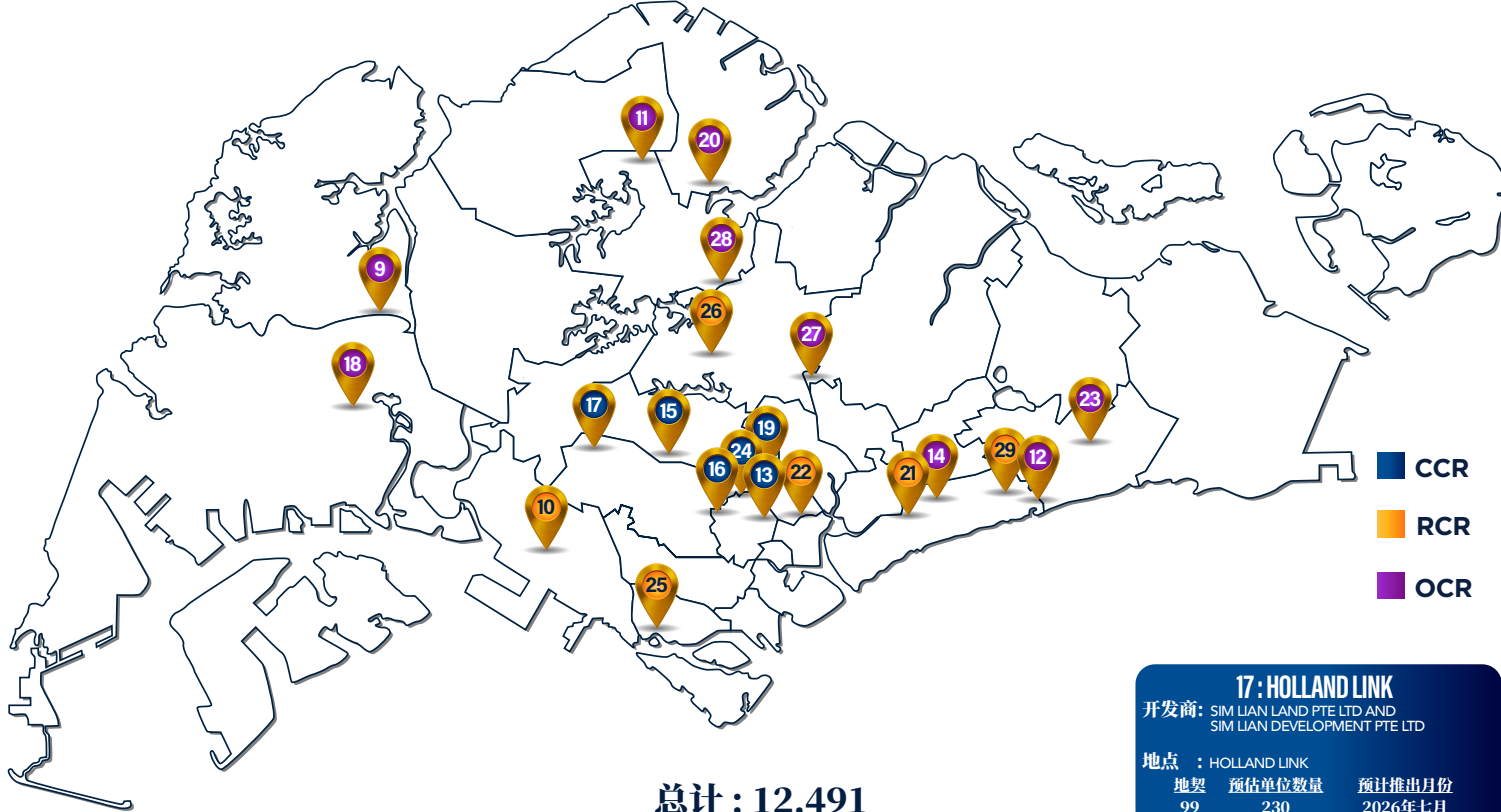 11
20
28
9
26
27
18
17
15
19
23
24
16
13
22
21
14
29
12
10
25
CCR
RCR
OCR
17 : HOLLAND LINK
开发商: SIM LIAN LAND PTE LTD AND
SIM LIAN DEVELOPMENT PTE LTD
地点 : HOLLAND LINK
地契 预估单位数量 预计推出月份
99 230 2026年七月
总计 : 12,491